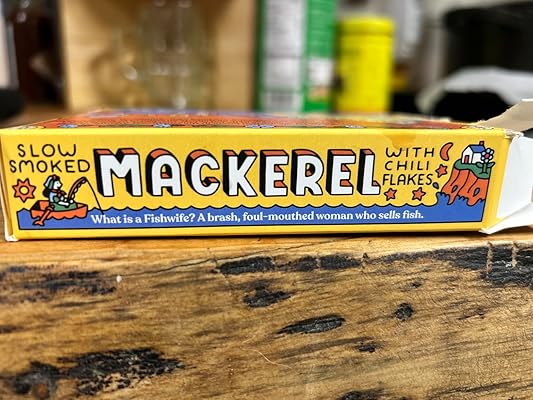 SLOW
SMOKED
MACKEREL
WITH
CHILI
FLAKES
What is a Fishwife? A brash, foul-mouthed woman who sells fish.